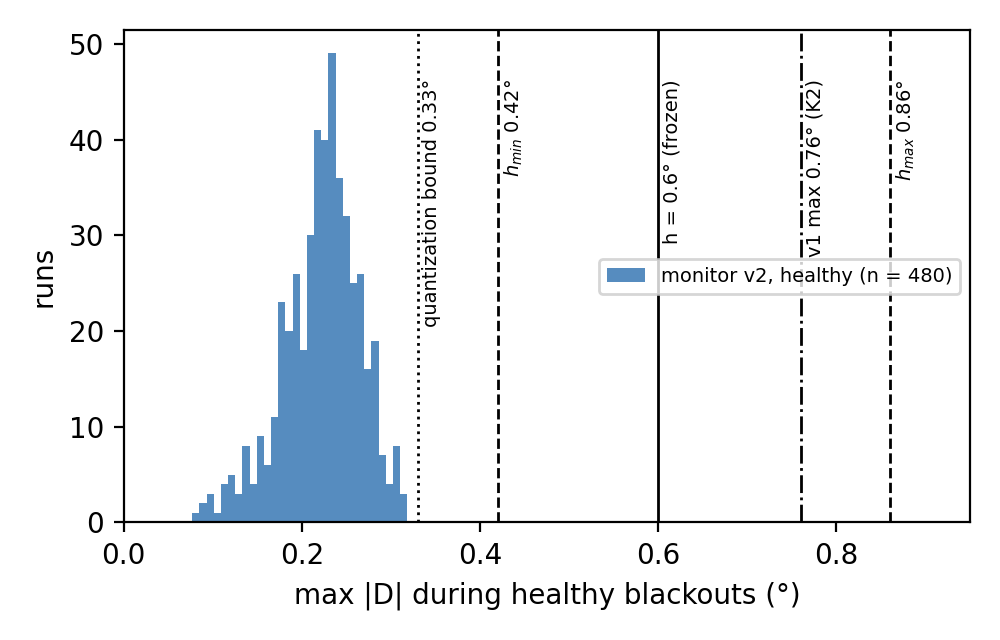 50
40
30
20
10
0
runs
quantization bound 0.33°
h_min 0.42°
h = 0.6° (frozen)
v1 max 0.76° (K2)
h_max 0.86°
monitor v2, healthy (n = 480)
0.0 0.2 0.4 0.6 0.8
max |D| during healthy blackouts (°)